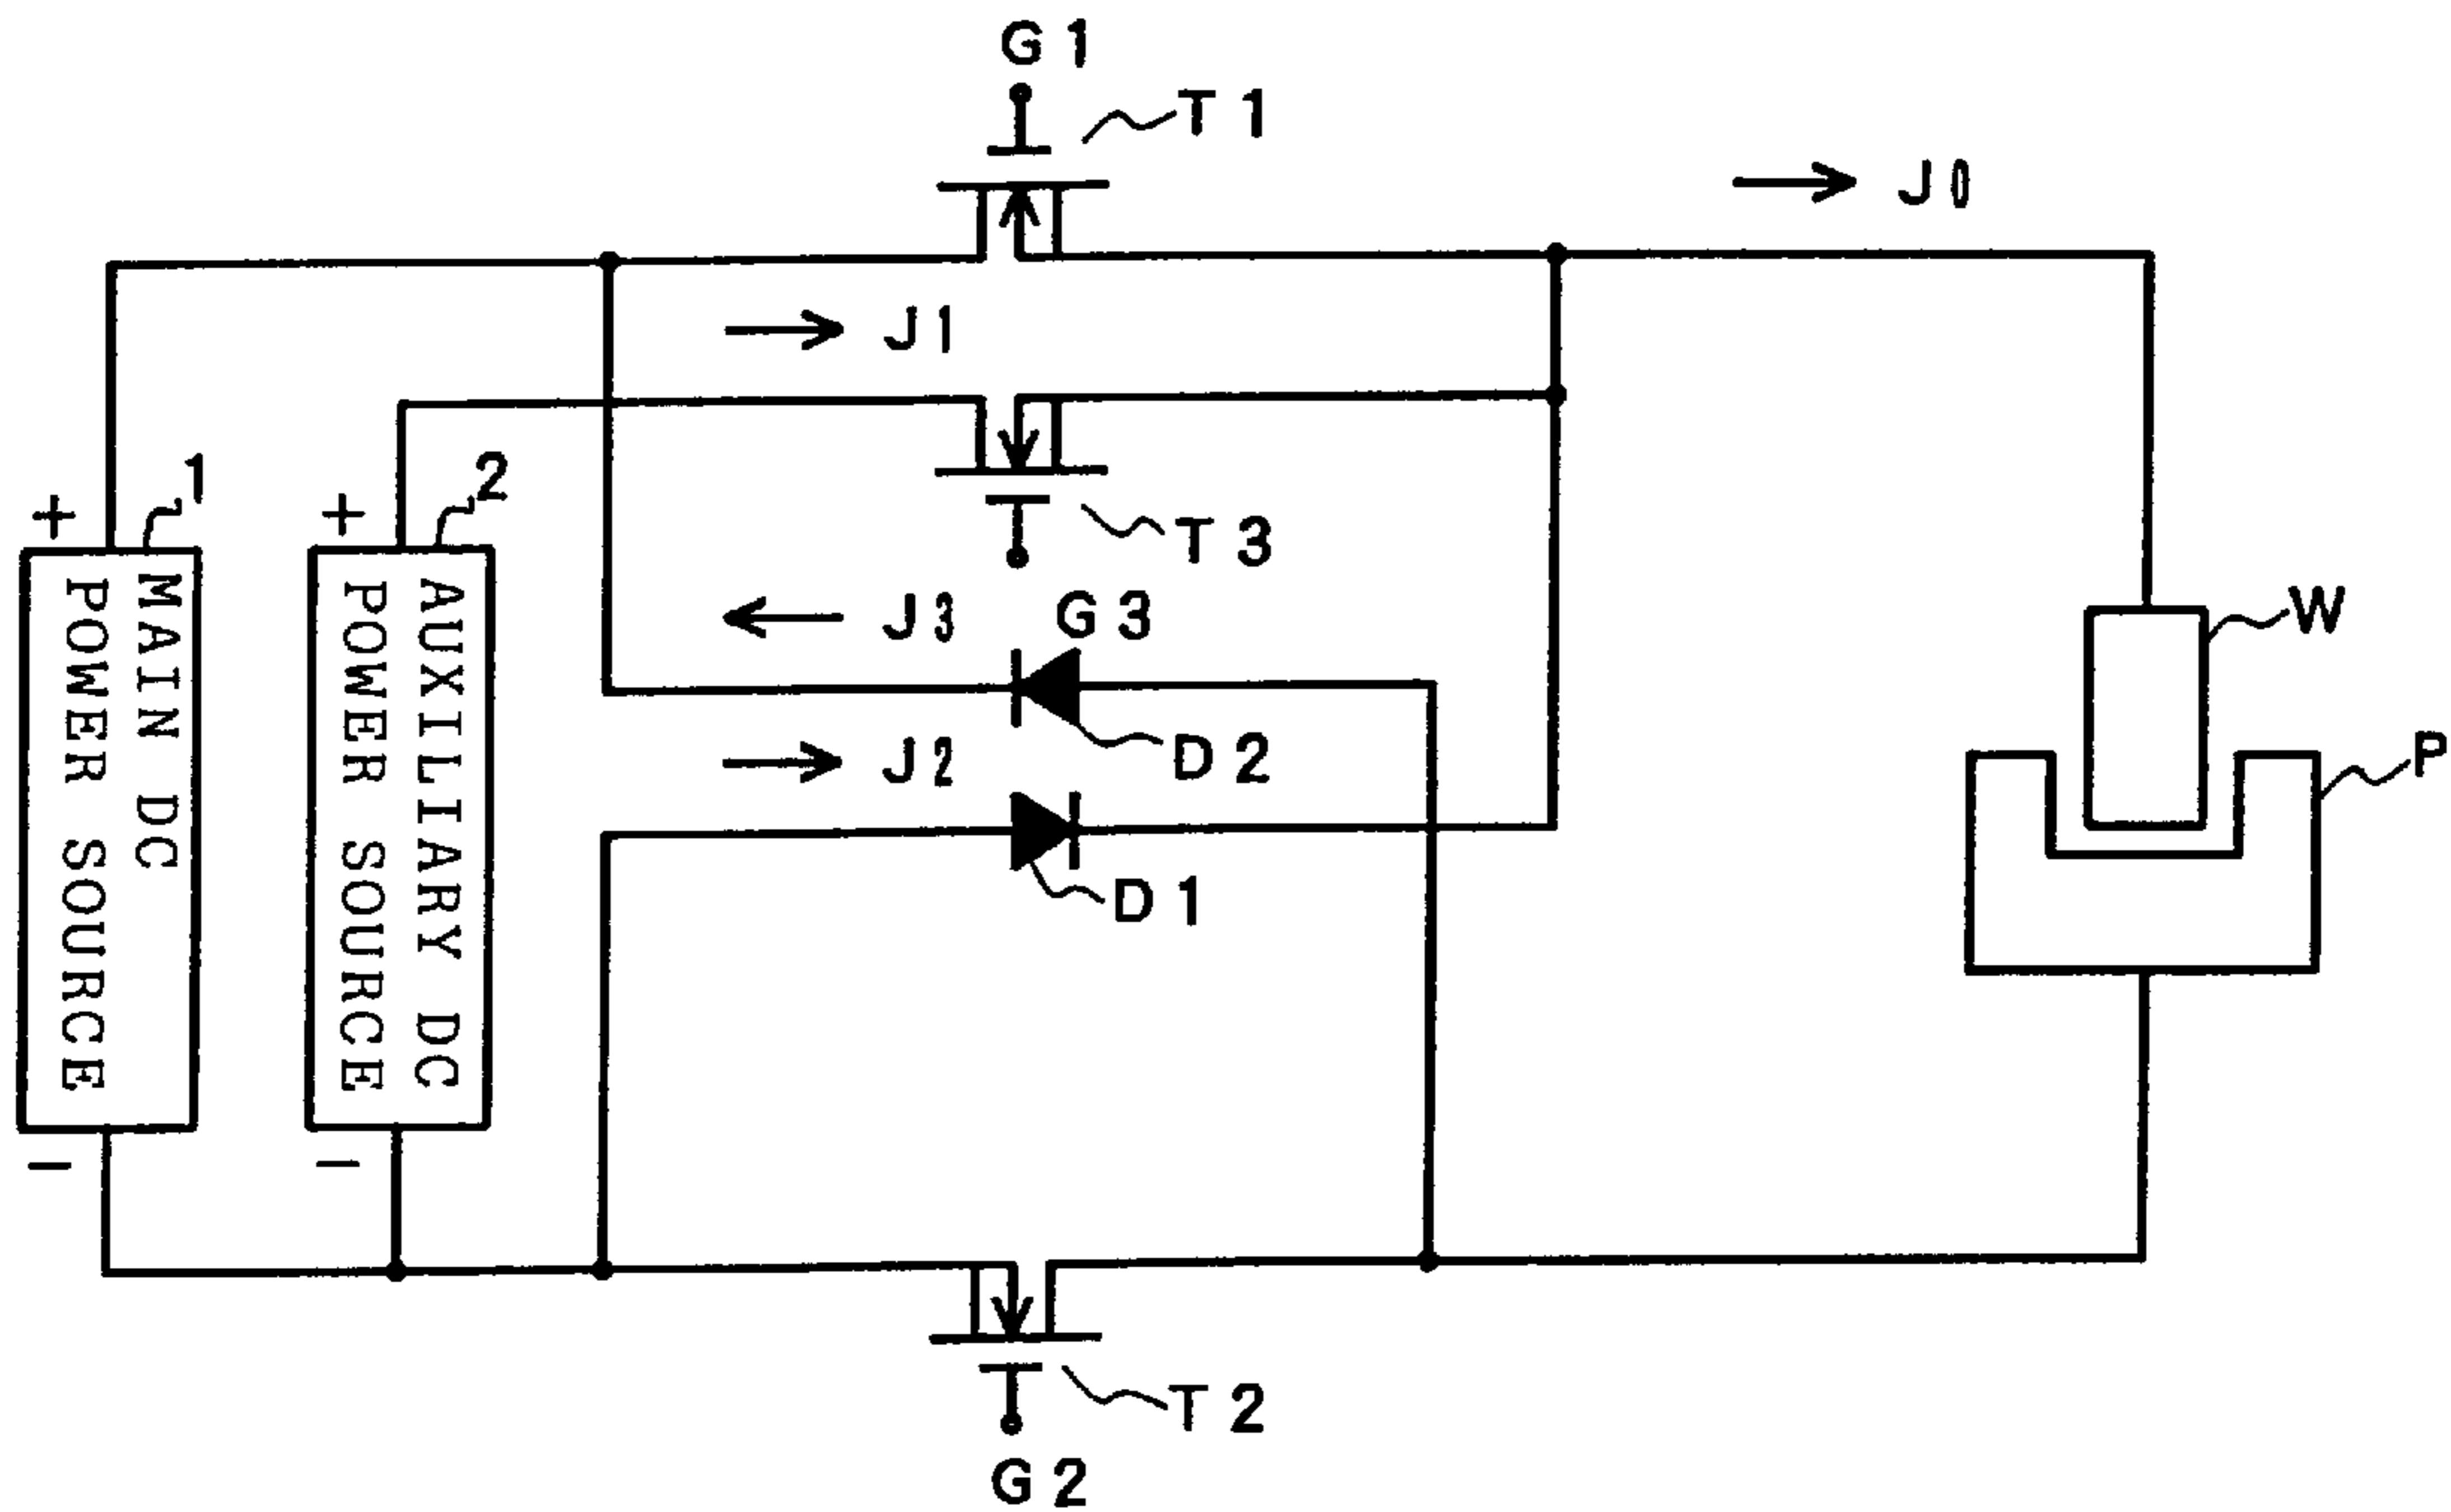 G1
T1
J0
J1
1
2
+
+
T3
MAIN DC
POWER SOURCE
AUXILIARY DC
POWER SOURCE
J3
G3
W
D2
J2
P
D1
−
−
T2
G2